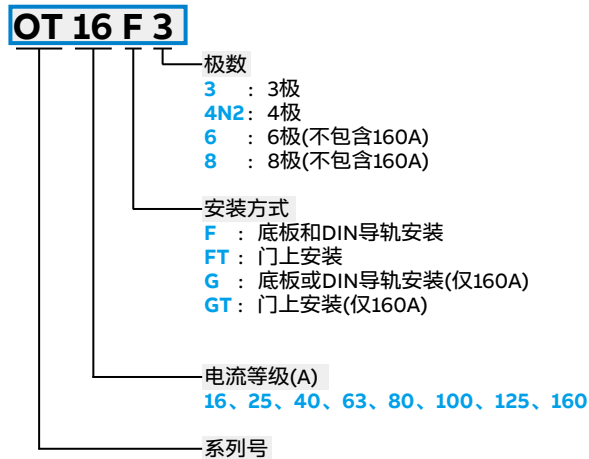 OT 16 F 3
极数
3 : 3极
4N2: 4极
6 : 6极(不包含160A)
8 : 8极(不包含160A)
安装方式
F : 底板和DIN导轨安装
FT : 门上安装
G : 底板或DIN导轨安装(仅160A)
GT : 门上安装(仅160A)
电流等级(A)
16、25、40、63、80、100、125、160
系列号